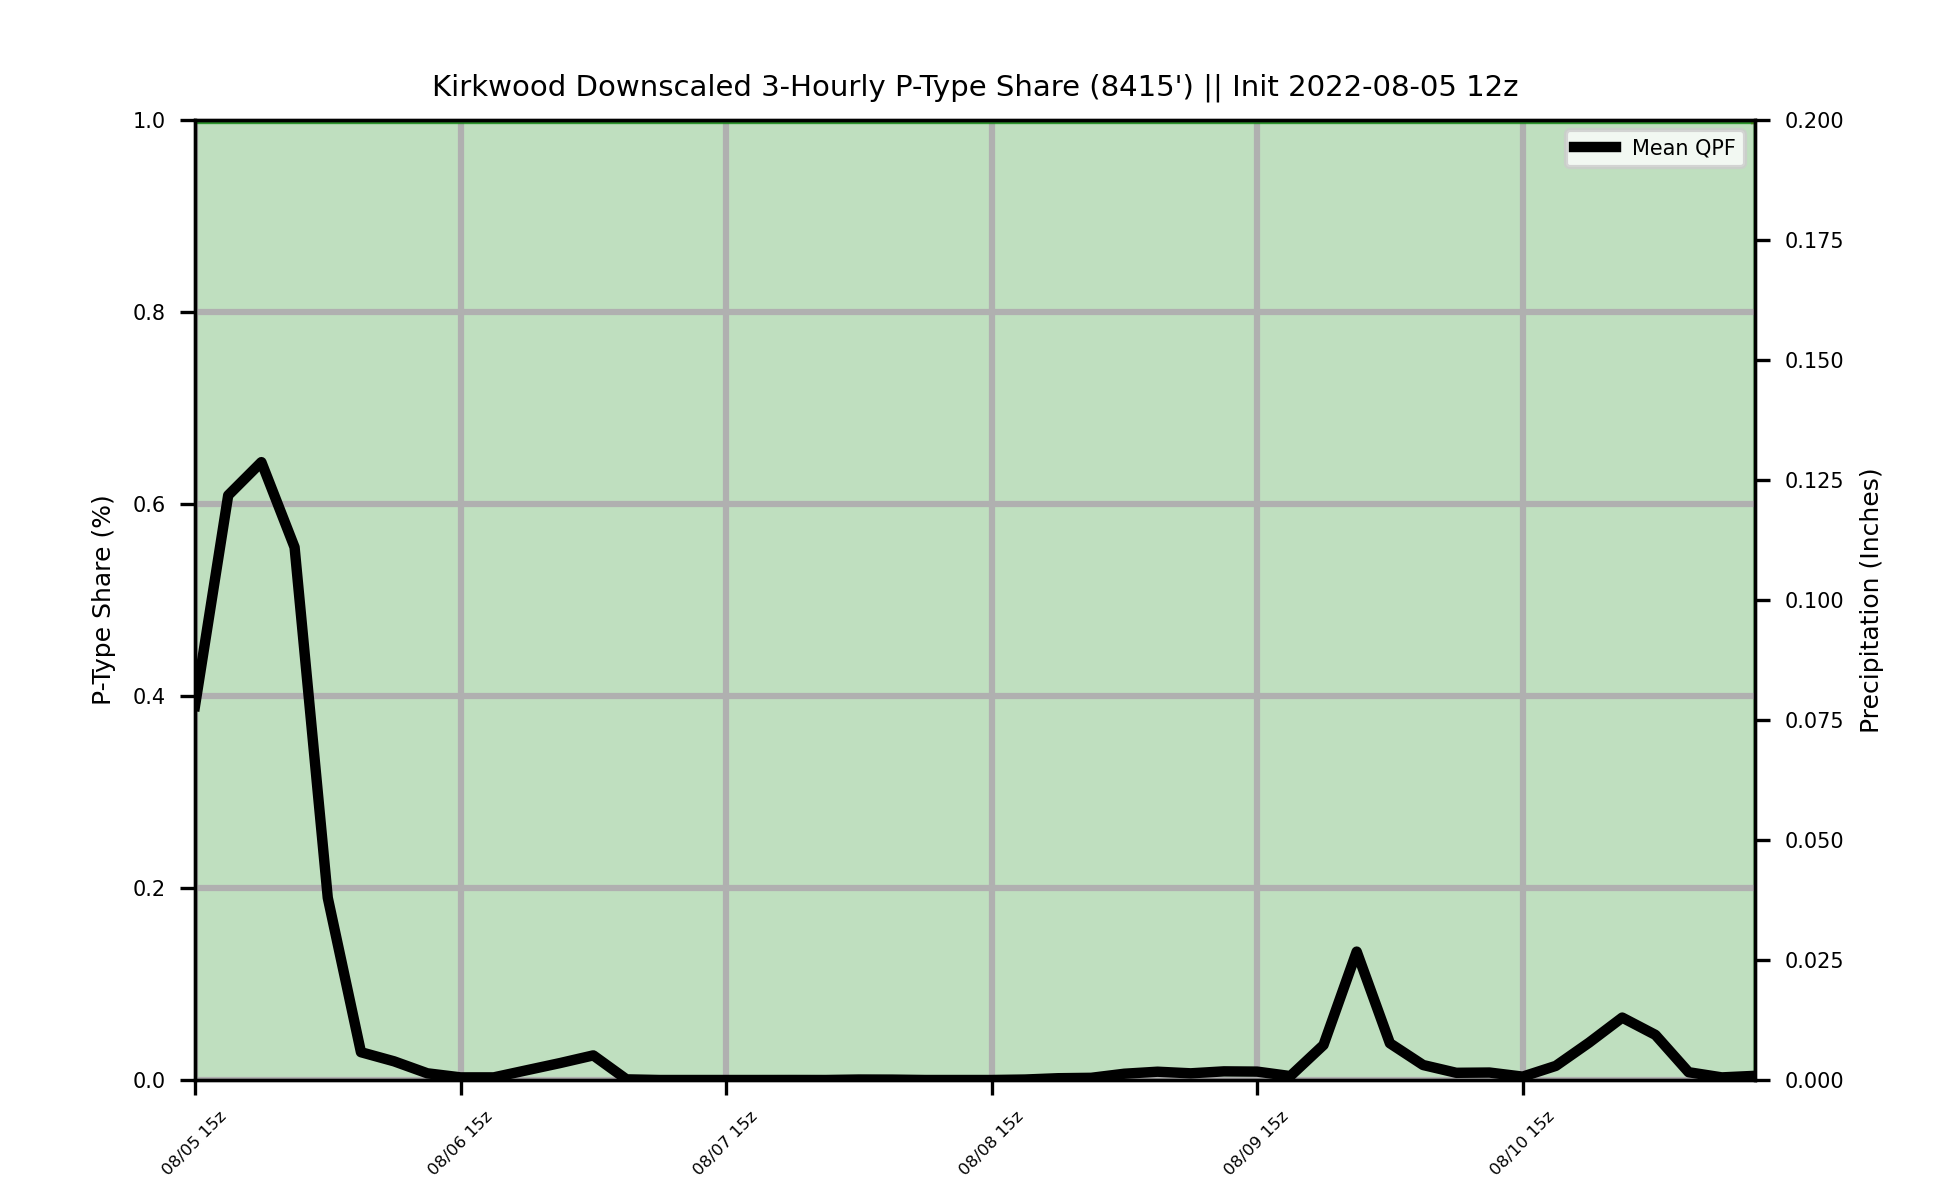 Kirkwood Downscaled 3-Hourly P-Type Share (8415') || Init 2022-08-05 12z
Mean QPF
P-Type Share (%)
1.0
0.8
0.6
0.4
0.2
0.0
0.200
0.175
0.150
0.125
0.100
0.075
0.050
0.025
0.000
Precipitation (Inches)
08/05 15z
08/06 15z
08/07 15z
08/08 15z
08/09 15z
08/10 15z